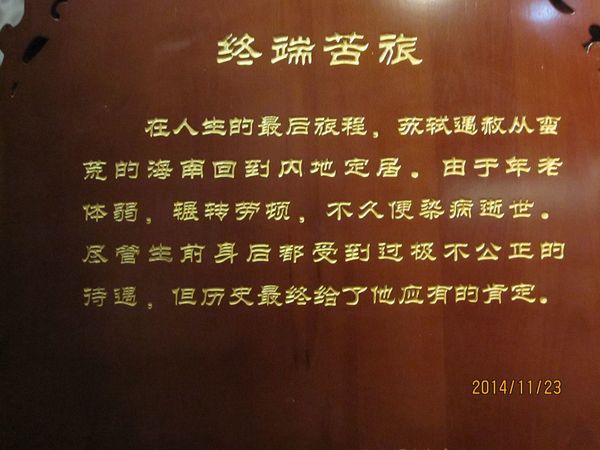 终端苦旅
在人生的最后旅程，苏轼遇赦从蛮
荒的海南回到内地定居。由于年老
体弱，辗转劳顿，不久便染病逝世。
尽管生前身后都受到过极不公正的
待遇，但历史最终给了他应有的肯定。
2014/11/23